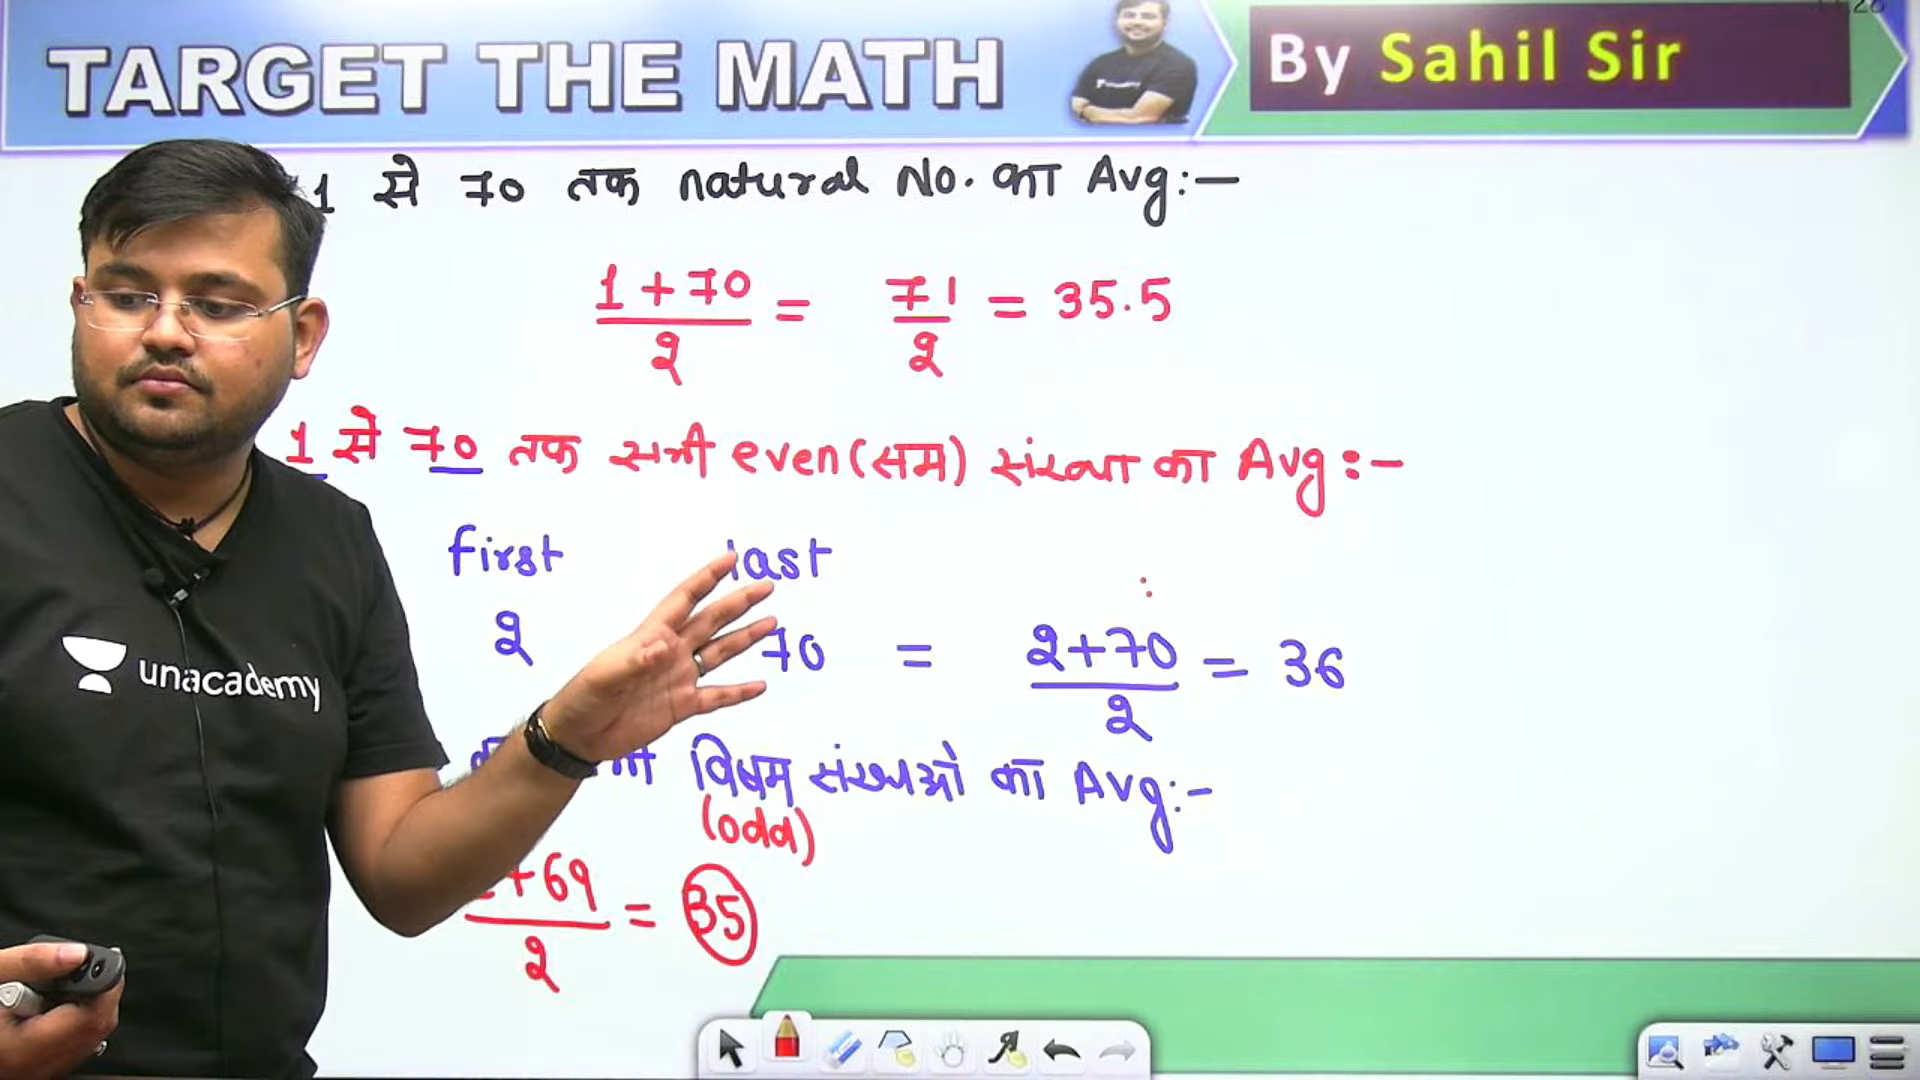 TARGET THE MATH
By Sahil Sir
1 से 70 तक natural No. का Avg:-
1+70/2 = 71/2 = 35.5
1 से 70 तक सभी even(सम) संख्या का Avg:-
first last
2 70 = 2+70/2 = 36
विषम संख्याओं का Avg:-
(odd)
+69/2 = 35
unacademy